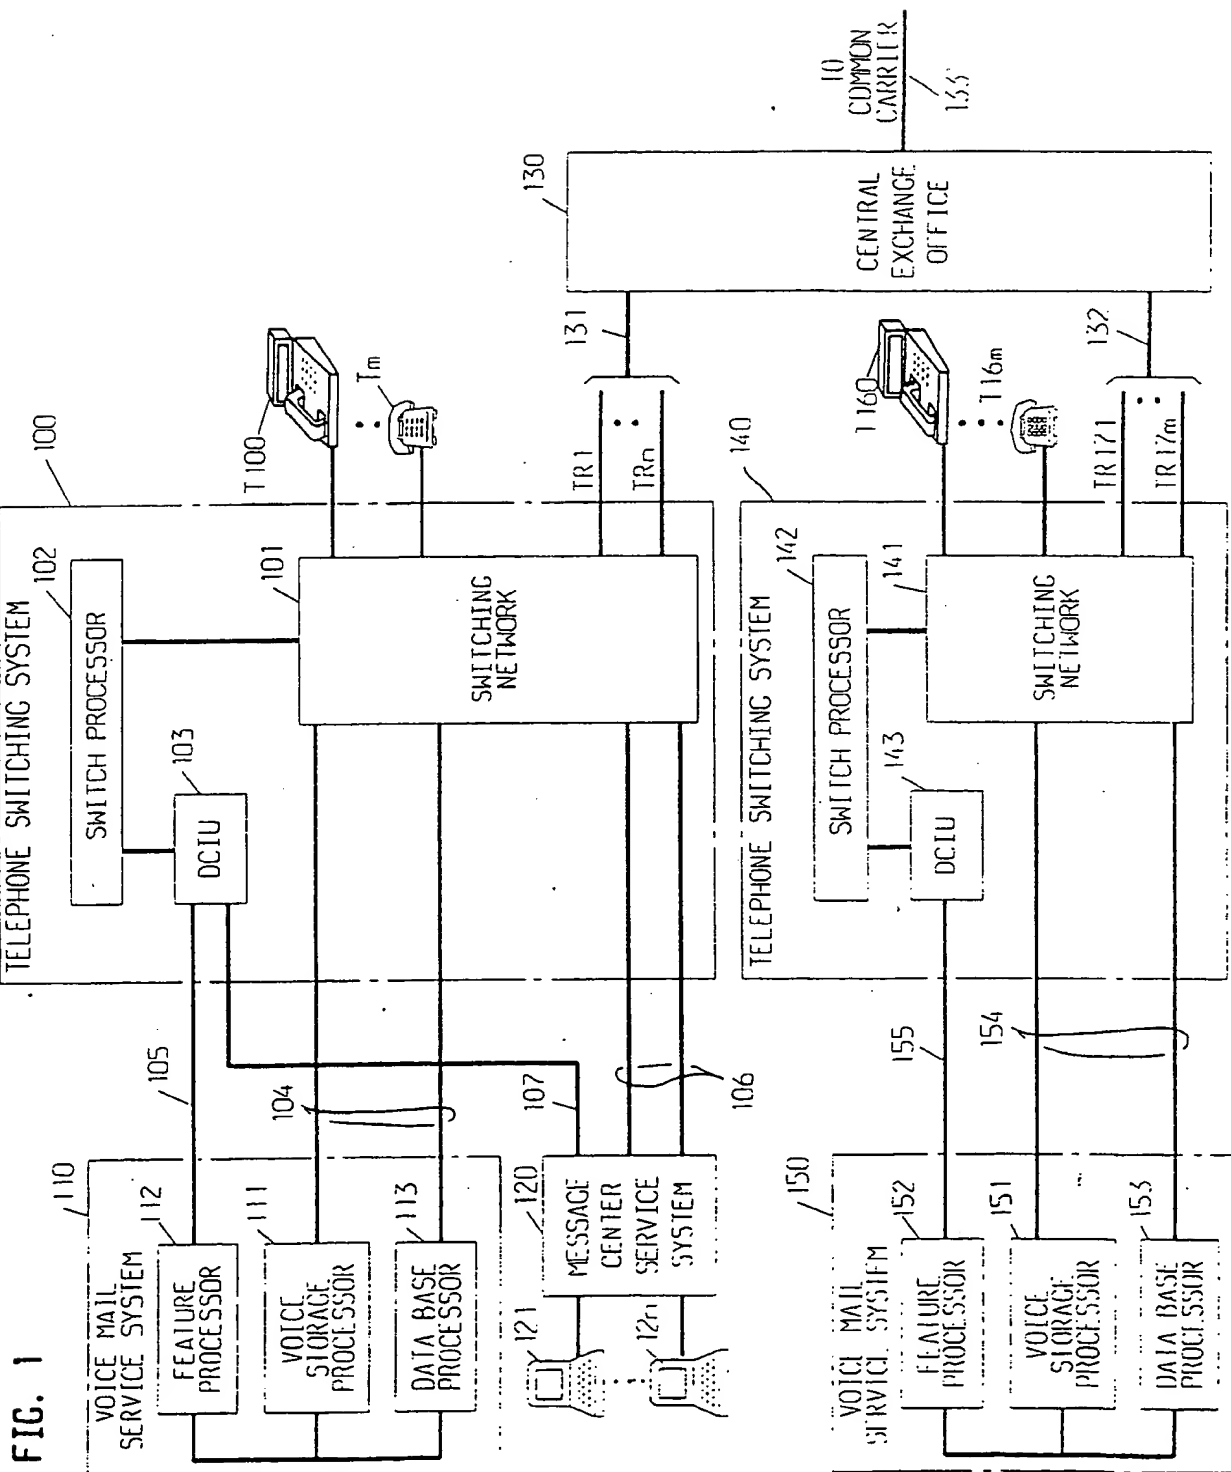 FIG. 1
VOICE MAIL
SERVICE SYSTEM
110
FEATURE
PROCESSOR
112
VOICE
STORAGE
PROCESSOR
111
DATA BASE
PROCESSOR
113
105
104
107
106
121
12n
MESSAGE
CENTER
SERVICE
SYSTEM
120
TELEPHONE SWITCHING SYSTEM
100
SWITCH PROCESSOR
102
DCIU
103
SWITCHING
NETWORK
101
T100
Tm
TR1
TRn
131
130
CENTRAL
EXCHANGE
OFFICE
TO
COMMON
CARRIER
133
132
VOICE MAIL
SERVICE SYSTEM
150
FEATURE
PROCESSOR
152
VOICE
STORAGE
PROCESSOR
151
DATA BASE
PROCESSOR
153
155
154
TELEPHONE SWITCHING SYSTEM
140
SWITCH PROCESSOR
142
DCIU
143
SWITCHING
NETWORK
141
T160
T16m
TR171
TR17m